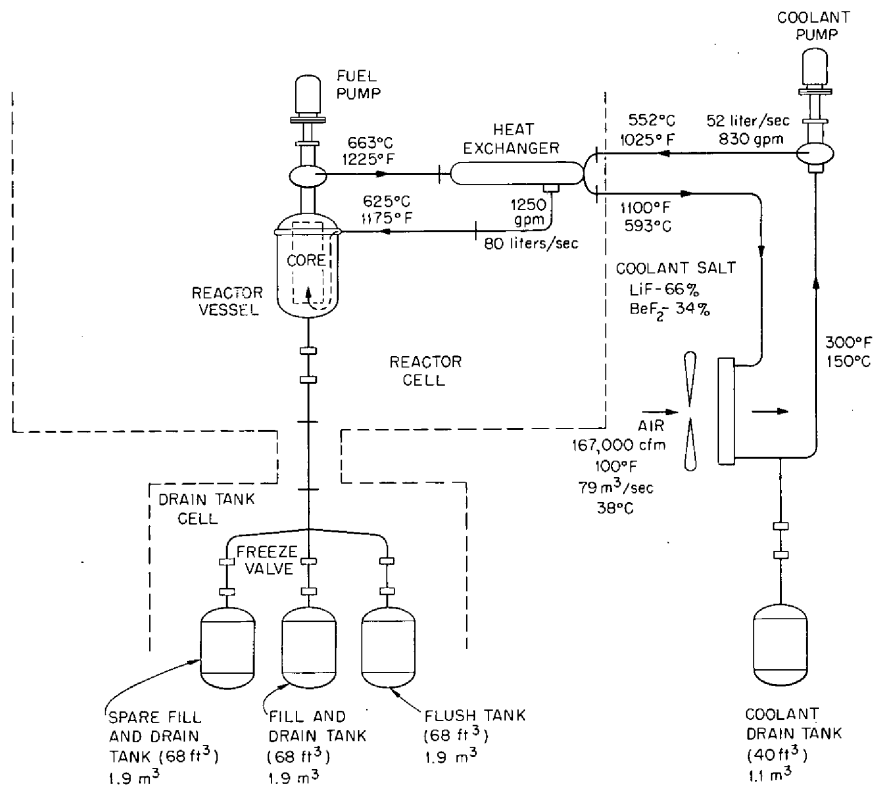 COOLANT
PUMP
FUEL
PUMP
663°C
1225°F
HEAT
EXCHANGER
552°C
1025°F
52 liter/sec
830 gpm
625°C
1175°F
1250
gpm
80 liters/sec
1100°F
593°C
CORE
REACTOR
VESSEL
COOLANT SALT
LiF-66%
BeF2-34%
REACTOR
CELL
300°F
150°C
AIR
167,000 cfm
100°F
79 m³/sec
38°C
DRAIN TANK
CELL
FREEZE
VALVE
SPARE FILL
AND DRAIN
TANK (68 ft³)
1.9 m³
FILL AND
DRAIN TANK
(68 ft³)
1.9 m³
FLUSH TANK
(68 ft³)
1.9 m³
COOLANT
DRAIN TANK
(40 ft³)
1.1 m³